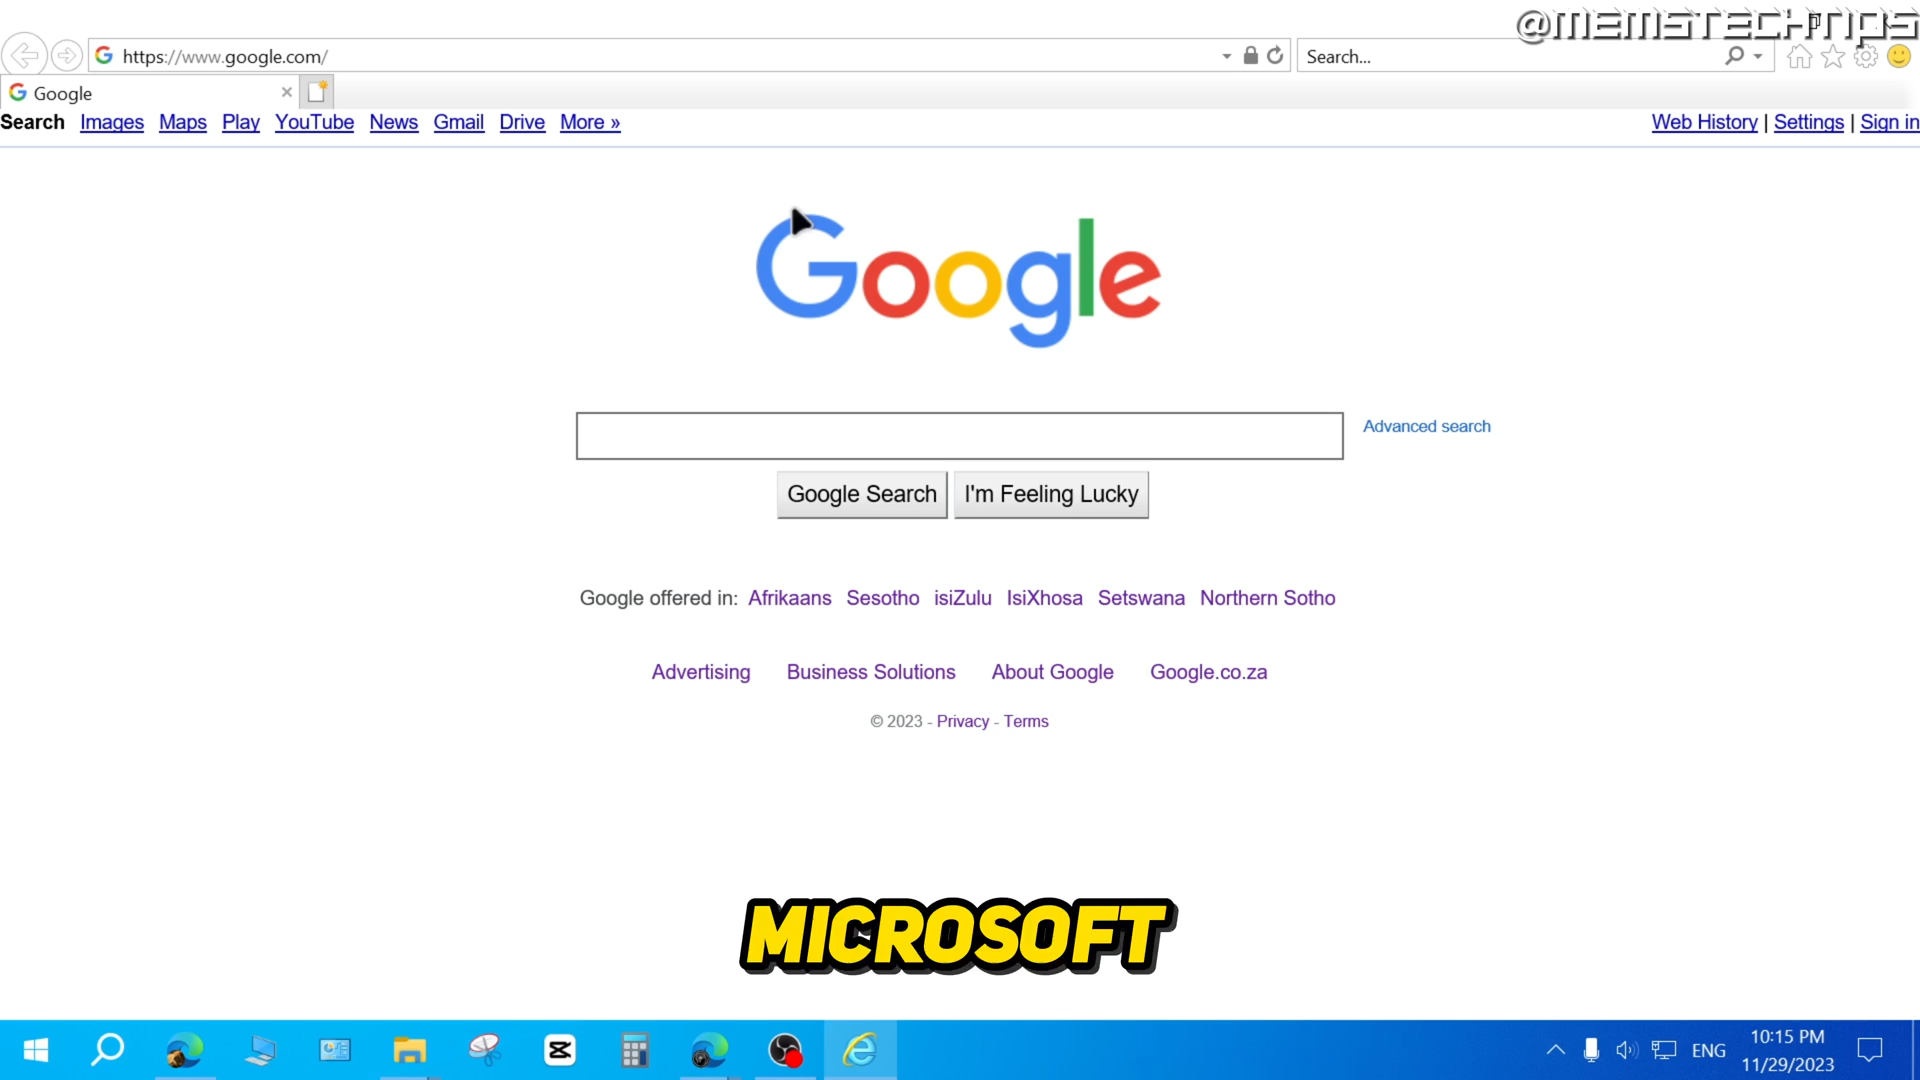 @MEMSTECHTIPS
https://www.google.com/
Search...
Google
Search Images Maps Play YouTube News Gmail Drive More »
Web History | Settings | Sign in
Google
Advanced search
Google Search
I'm Feeling Lucky
Google offered in: Afrikaans Sesotho isiZulu IsiXhosa Setswana Northern Sotho
Advertising Business Solutions About Google Google.co.za
© 2023 - Privacy - Terms
MICROSOFT
10:15 PM
ENG
11/29/2023